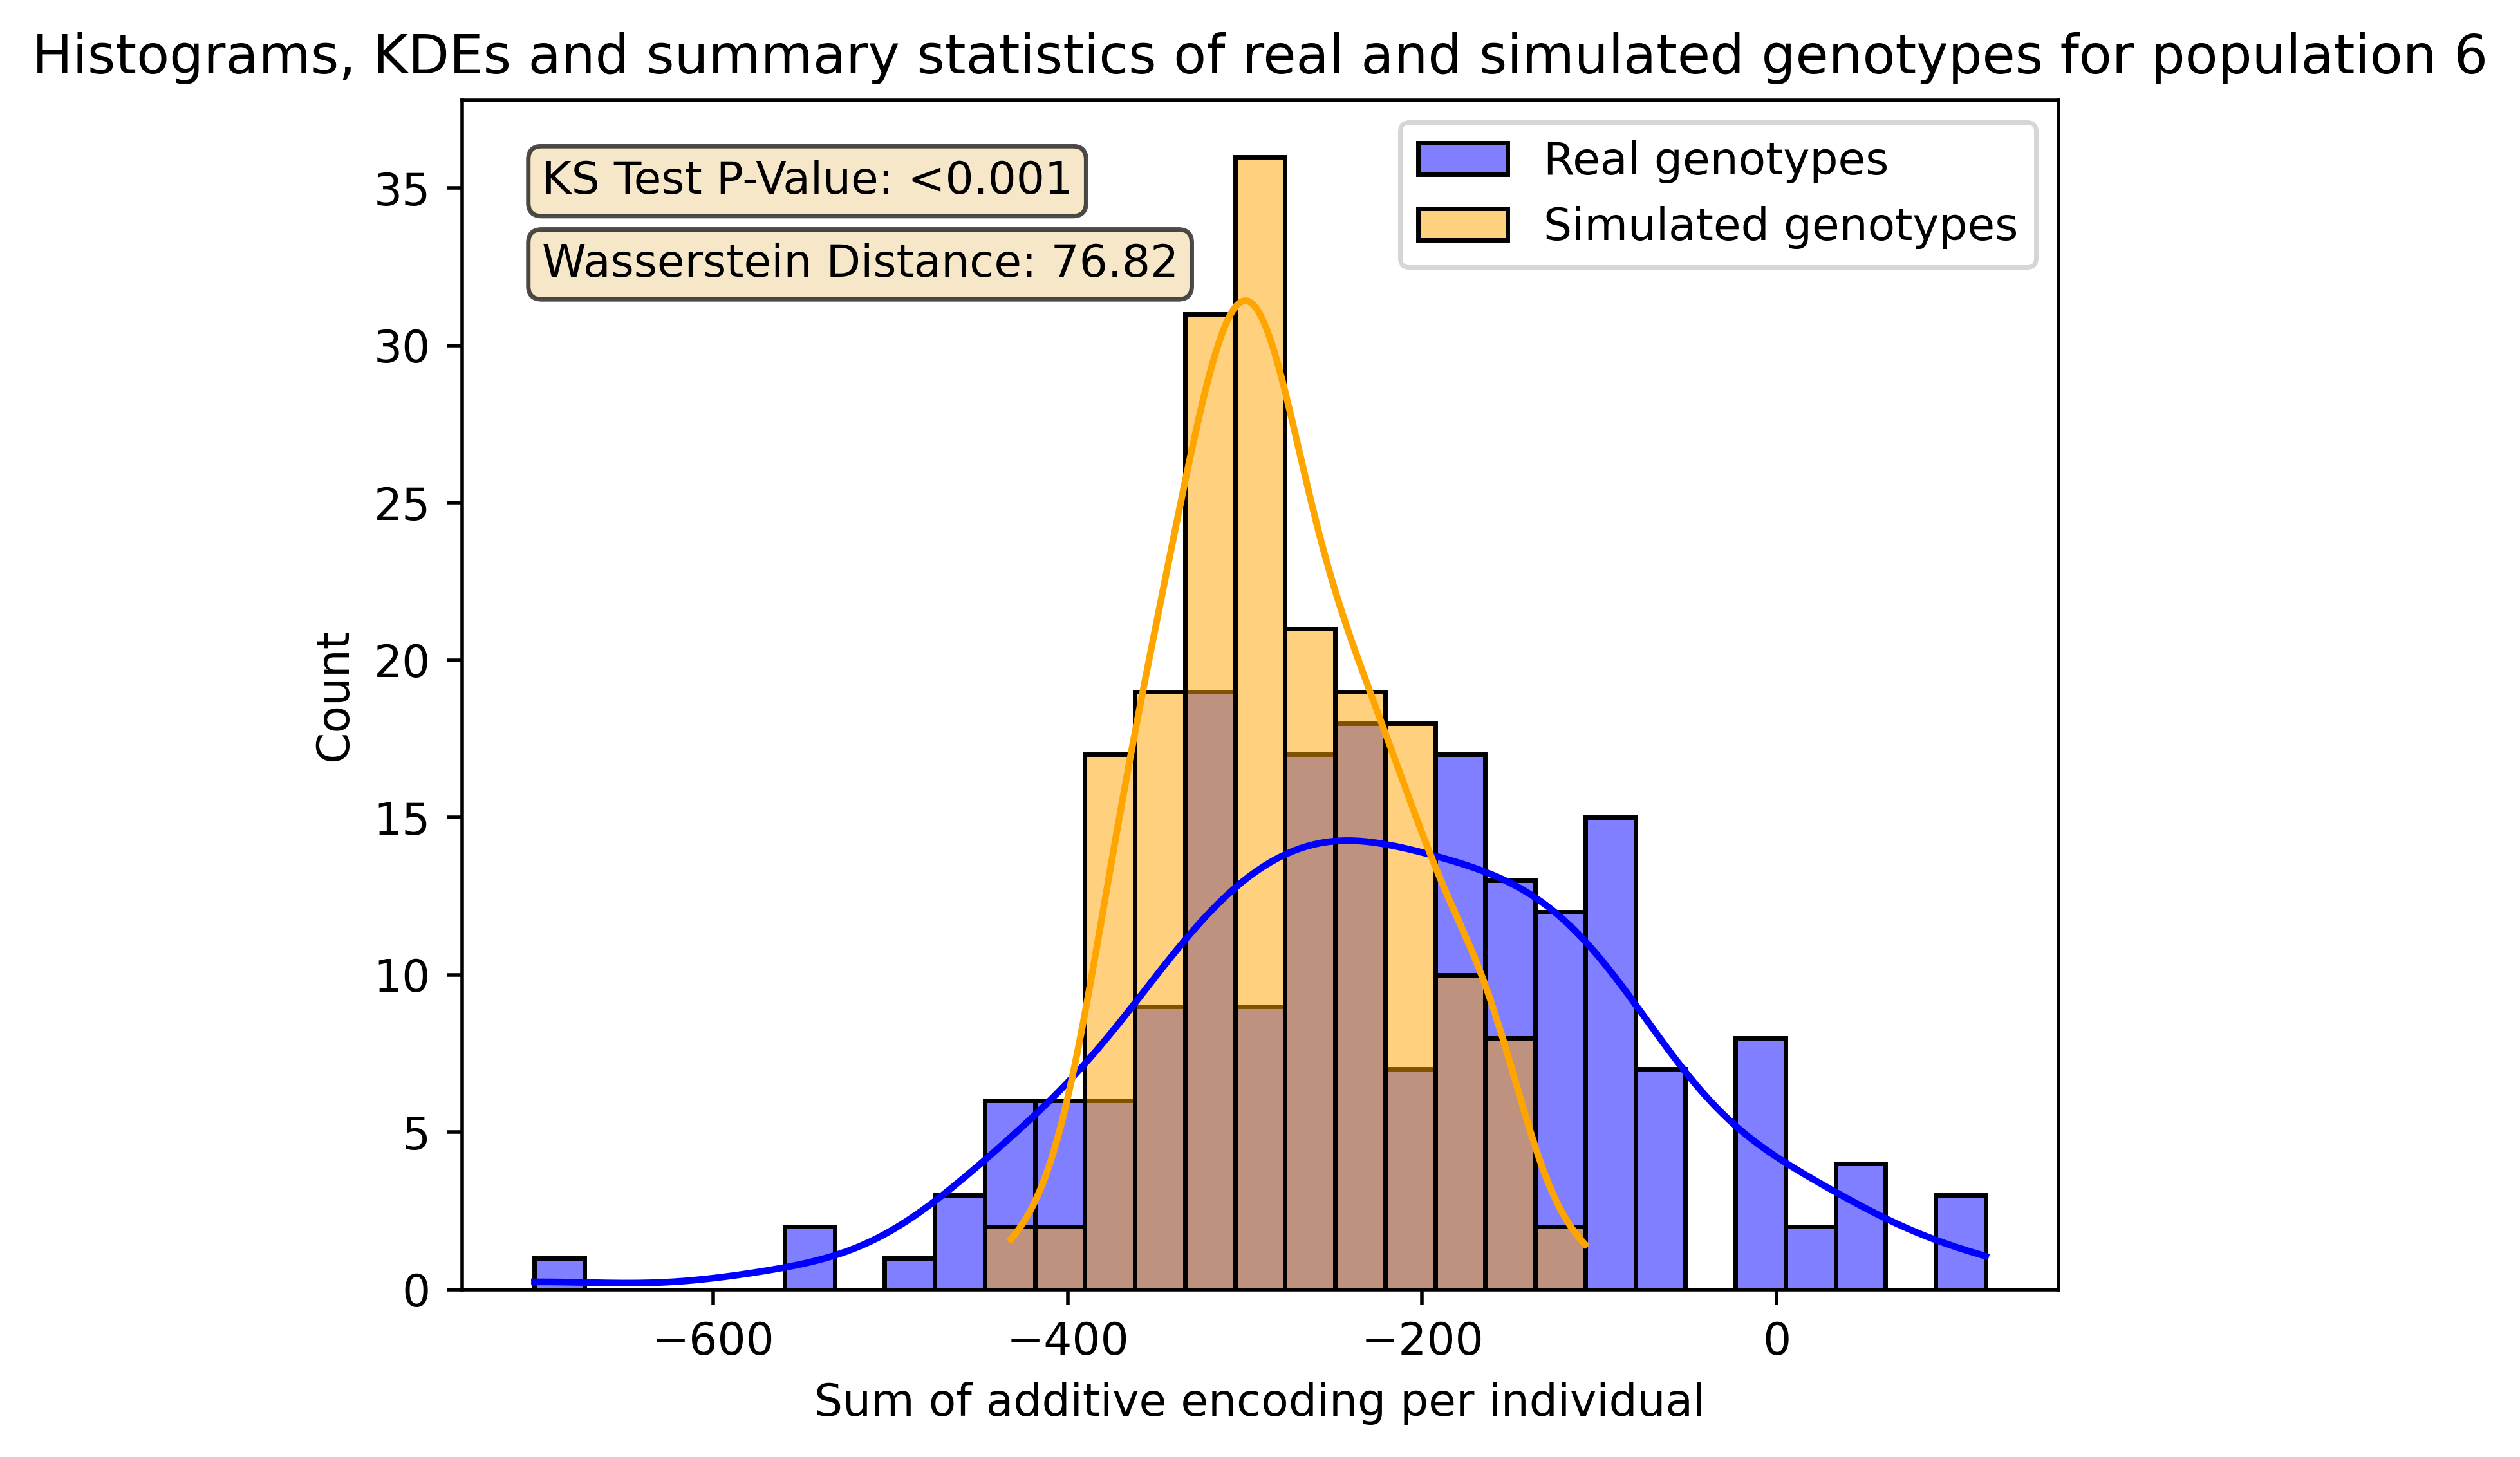 Histograms, KDEs and summary statistics of real and simulated genotypes for population 6
KS Test P-Value: <0.001
Wasserstein Distance: 76.82
Real genotypes
Simulated genotypes
35
30
25
20
15
10
5
0
Count
−600
−400
−200
0
Sum of additive encoding per individual